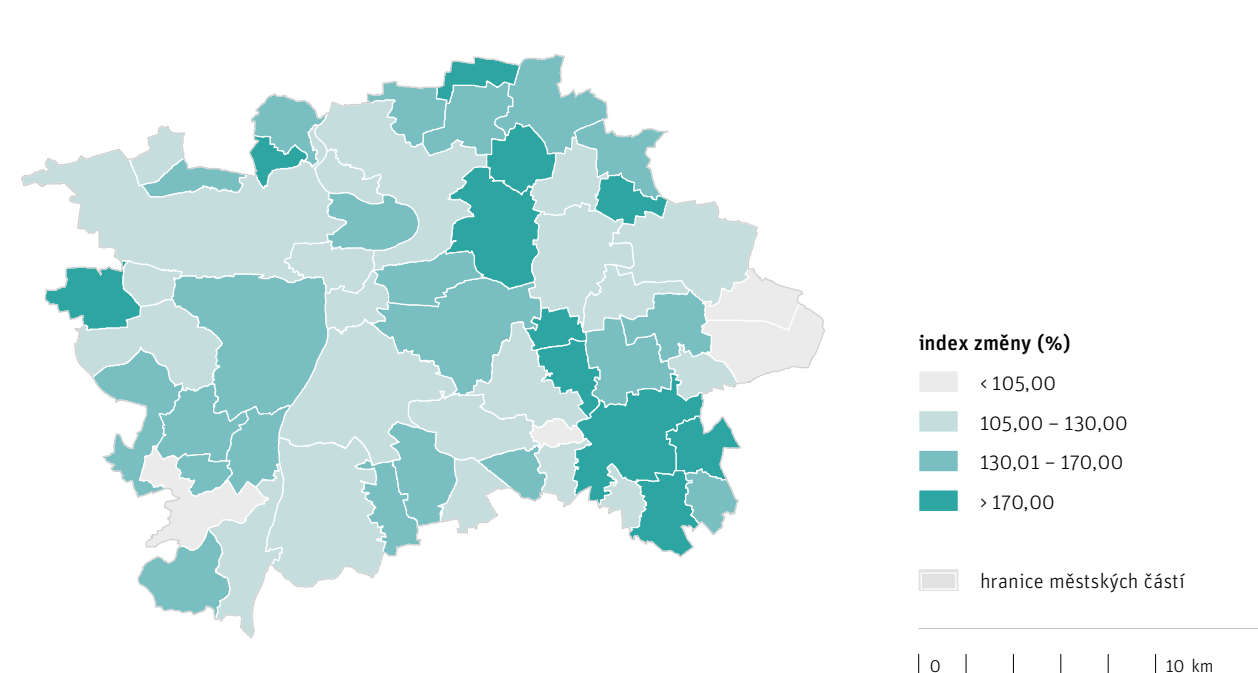 index změny (%)
< 105,00
105,00 – 130,00
130,01 – 170,00
> 170,00
hranice městských částí
0 10 km